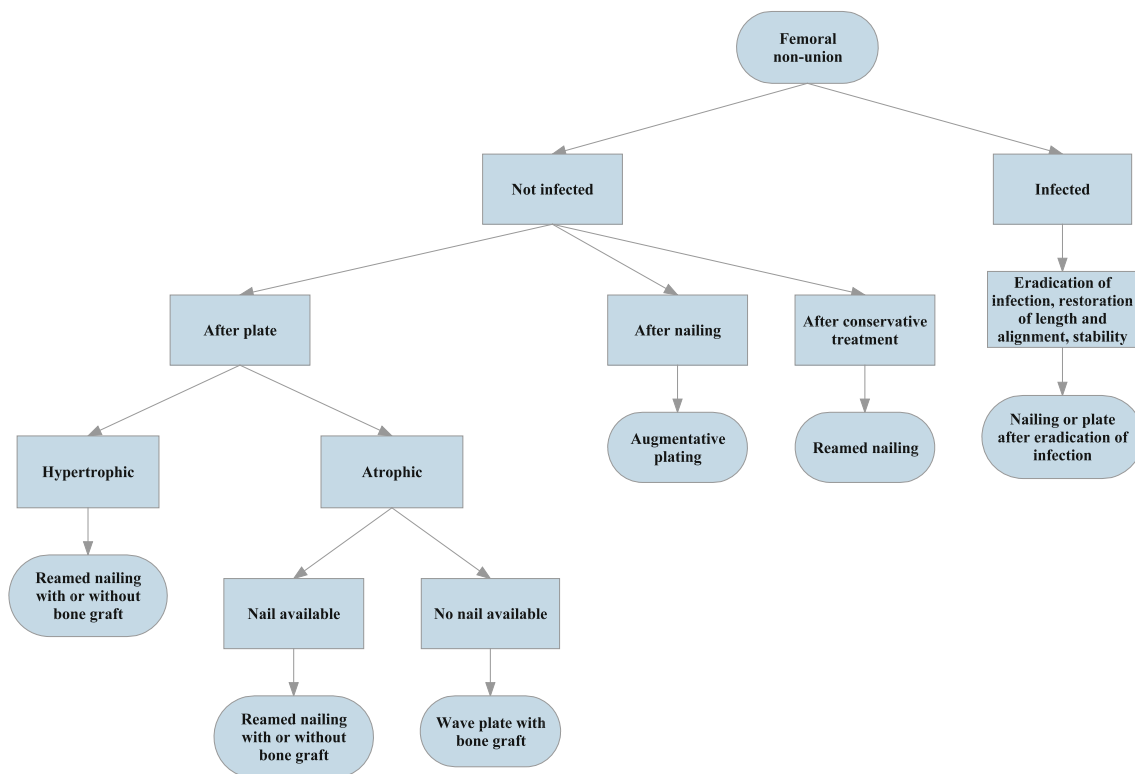 Femoral
non-union
Not infected
Infected
After plate
After nailing
After conservative
treatment
Eradication of
infection, restoration
of length and
alignment, stability
Hypertrophic
Atrophic
Augmentative
plating
Reamed nailing
Nailing or plate
after eradication of
infection
Reamed nailing
with or without
bone graft
Nail available
No nail available
Reamed nailing
with or without
bone graft
Wave plate with
bone graft